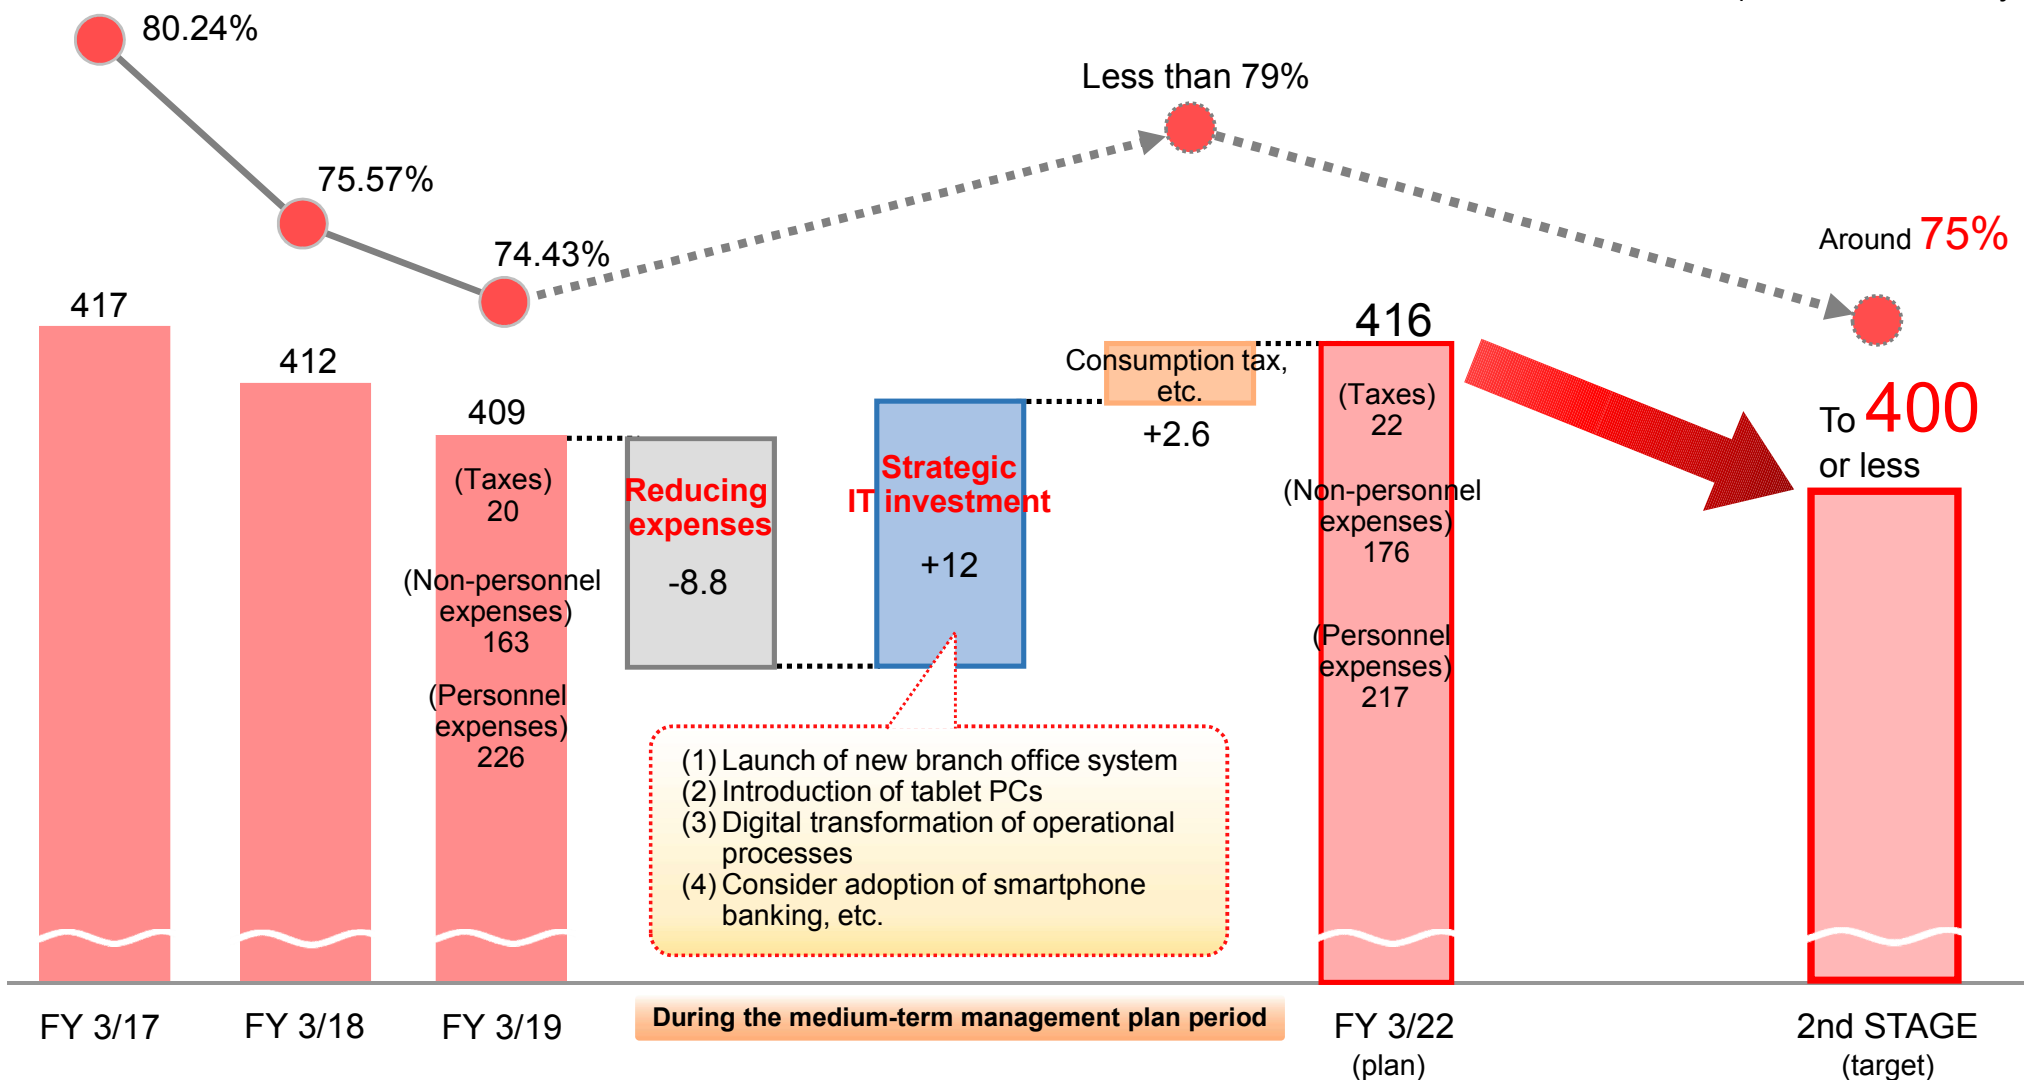 80.24%
75.57%
74.43%
Less than 79%
Around 75%
417
412
409
(Taxes)
20
(Non-personnel
expenses)
163
(Personnel
expenses)
226
Reducing
expenses
-8.8
Strategic
IT investment
+12
Consumption tax,
etc.
+2.6
416
(Taxes)
22
(Non-personnel
expenses)
176
(Personnel
expenses)
217
To 400
or less
(1) Launch of new branch office system
(2) Introduction of tablet PCs
(3) Digital transformation of operational
processes
(4) Consider adoption of smartphone
banking, etc.
FY 3/17
FY 3/18
FY 3/19
During the medium-term management plan period
FY 3/22
(plan)
2nd STAGE
(target)